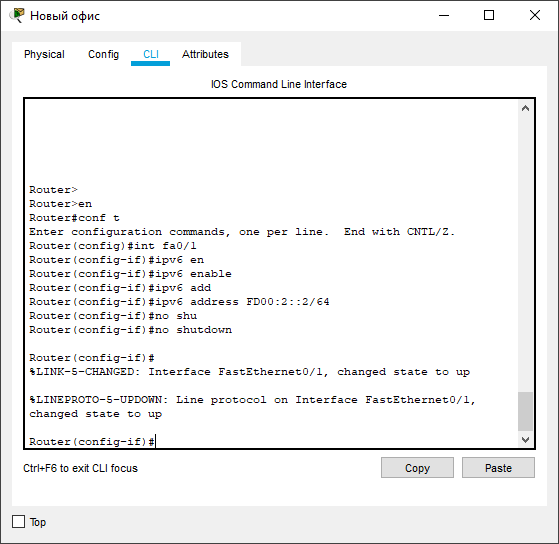 Новый офис
Physical Config CLI Attributes
IOS Command Line Interface
Router>
Router>en
Router#conf t
Enter configuration commands, one per line.  End with CNTL/Z.
Router(config)#int fa0/1
Router(config-if)#ipv6 en
Router(config-if)#ipv6 enable
Router(config-if)#ipv6 add
Router(config-if)#ipv6 address FD00:2::2/64
Router(config-if)#no shu
Router(config-if)#no shutdown
Router(config-if)#
%LINK-5-CHANGED: Interface FastEthernet0/1, changed state to up
%LINEPROTO-5-UPDOWN: Line protocol on Interface FastEthernet0/1,
changed state to up
Router(config-if)#
Ctrl+F6 to exit CLI focus Copy Paste
Top